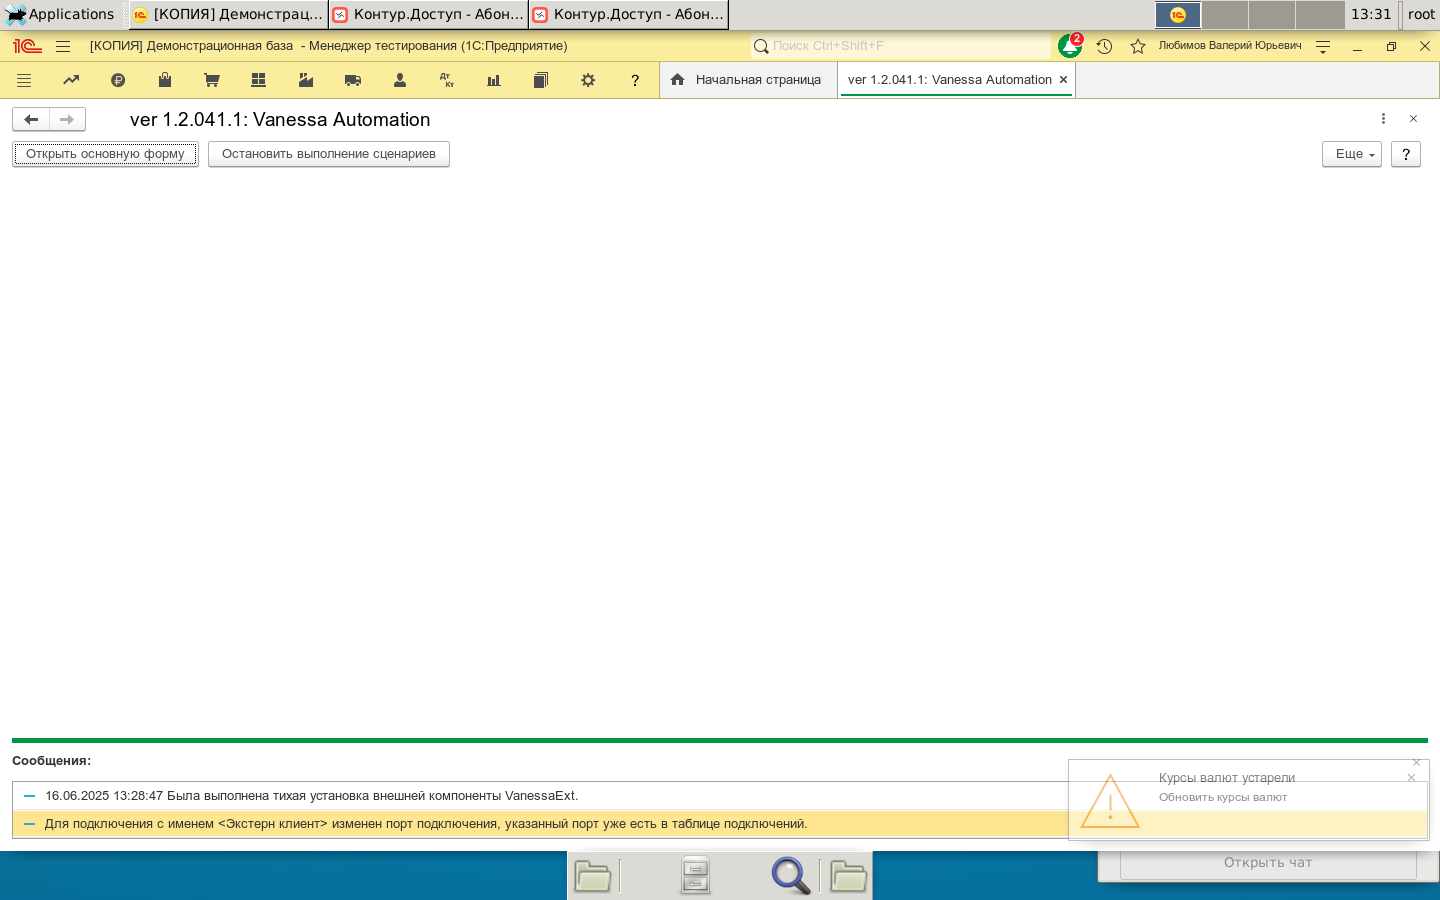 Applications
[КОПИЯ] Демонстрац...
Контур.Доступ - Абон...
Контур.Доступ - Абон...
13:31
root
[КОПИЯ] Демонстрационная база - Менеджер тестирования (1С:Предприятие)
Поиск Ctrl+Shift+F
2
Любимов Валерий Юрьевич
Дт Кт
?
Начальная страница
ver 1.2.041.1: Vanessa Automation
ver 1.2.041.1: Vanessa Automation
Открыть основную форму
Остановить выполнение сценариев
Еще
?
Сообщения:
16.06.2025 13:28:47 Была выполнена тихая установка внешней компоненты VanessaExt.
Для подключения с именем <Экстерн клиент> изменен порт подключения, указанный порт уже есть в таблице подключений.
Курсы валют устарели
Обновить курсы валют
Открыть чат